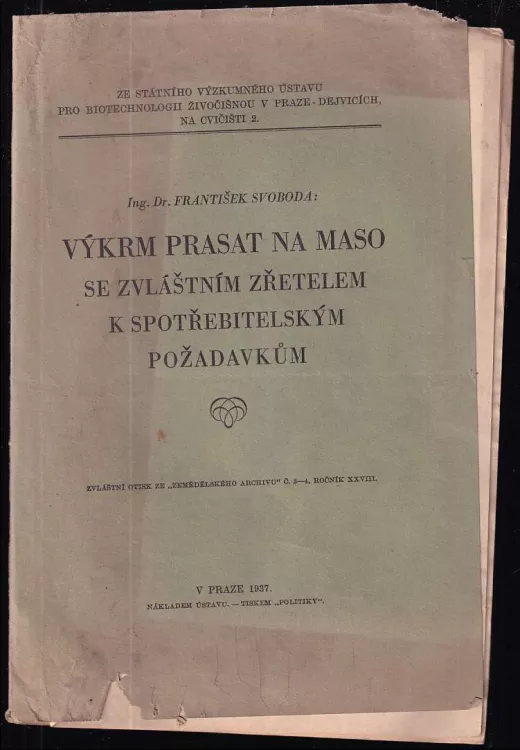 ZE STÁTNÍHO VÝZKUMNÉHO ÚSTAVU
PRO BIOTECHNOLOGII ŽIVOČIŠNOU V PRAZE-DEJVICÍCH,
NA CVIČIŠTI 2.
Ing. Dr. FRANTIŠEK SVOBODA:
VÝKRM PRASAT NA MASO
SE ZVLÁŠTNÍM ZŘETELEM
K SPOTŘEBITELSKÝM
POŽADAVKŮM
ZVLÁŠTNÍ OTISK ZE „ZEMĚDĚLSKÉHO ARCHIVU“ Č. 3—4, ROČNÍK XXVIII.
V PRAZE 1937.
NÁKLADEM ÚSTAVU. — TISKEM „POLITIKY“.